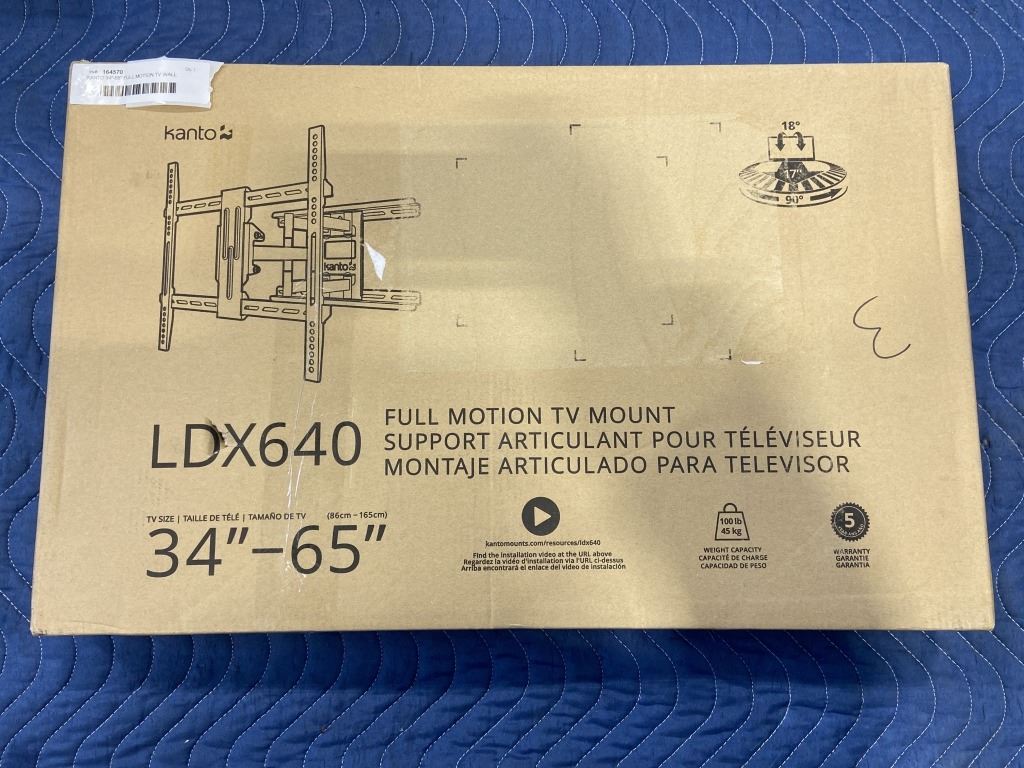 164570
KANTO 34"-65" FULL MOTION TV WALL
kanto
18°
17"
90°
kanto
3
LDX640
FULL MOTION TV MOUNT
SUPPORT ARTICULANT POUR TÉLÉVISEUR
MONTAJE ARTICULADO PARA TELEVISOR
TV SIZE | TAILLE DE TÉLÉ | TAMAÑO DE TV (86cm – 165cm)
34”–65”
kantomounts.com/resources/ldx640
Find the installation video at the URL above
Regardez la vidéo d'installation via l'URL ci-dessus
Arriba encontrará el enlace del video de instalación
100 lb
45 kg
WEIGHT CAPACITY
CAPACITÉ DE CHARGE
CAPACIDAD DE PESO
5
WARRANTY
GARANTIE
GARANTIA